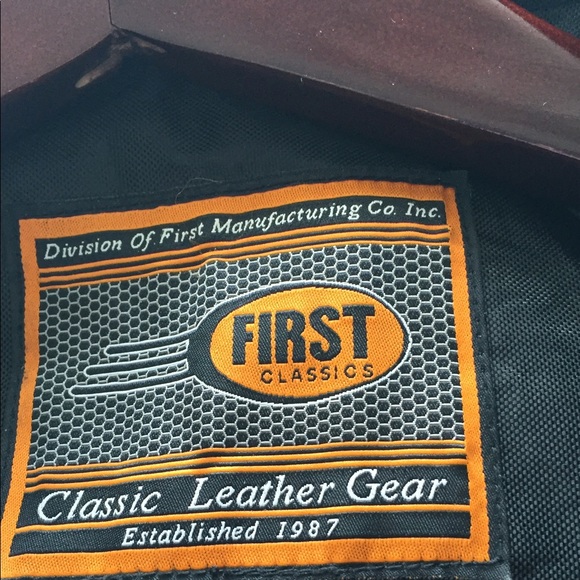 Division Of First Manufacturing Co. Inc.
FIRST
CLASSICS
Classic Leather Gear
Established 1987